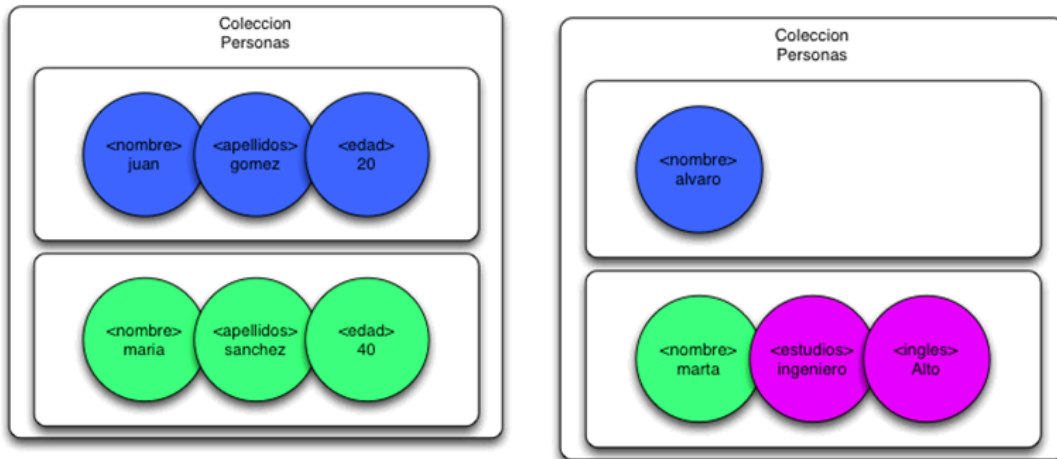 Coleccion
Personas
<nombre>
juan
<apellidos>
gomez
<edad>
20
<nombre>
maria
<apellidos>
sanchez
<edad>
40
Coleccion
Personas
<nombre>
alvaro
<nombre>
marta
<estudios>
ingeniero
<ingles>
Alto